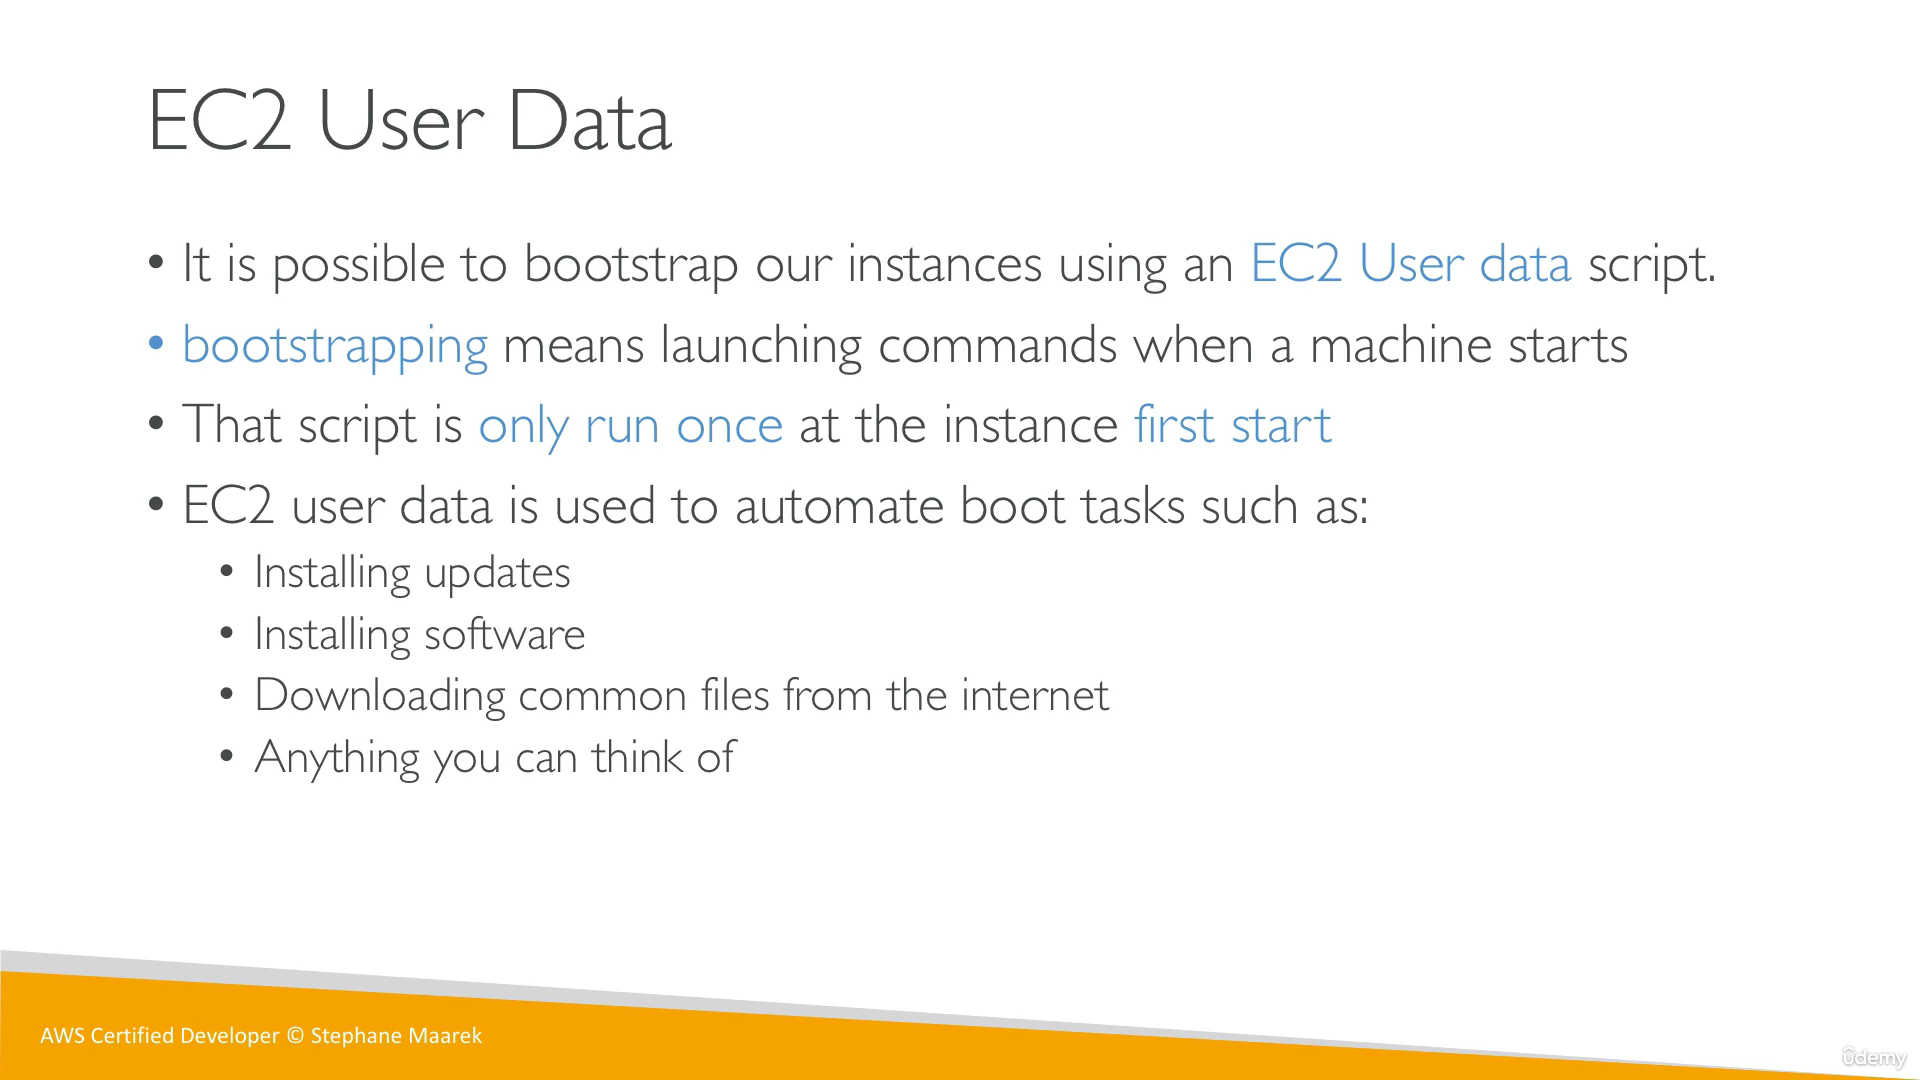 EC2 User Data
• It is possible to bootstrap our instances using an EC2 User data script.
• bootstrapping means launching commands when a machine starts
• That script is only run once at the instance first start
• EC2 user data is used to automate boot tasks such as:
• Installing updates
• Installing software
• Downloading common files from the internet
• Anything you can think of
AWS Certified Developer © Stephane Maarek
ûdemy